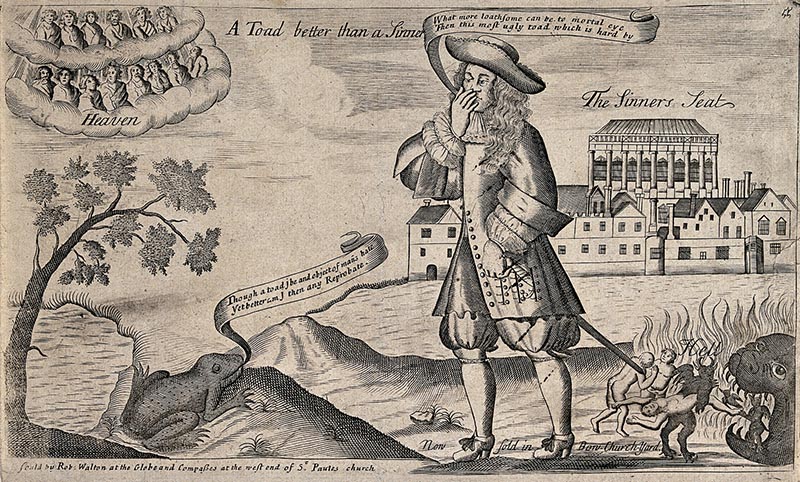 A Toad better than a Sinner
What more loathsome can be to mortal eye
Then this most ugly toad which is hard by
Heaven
The Sinners Seat
Though a toad J be and object of mans hate
Yet better am J then any Reprobate
Hell
Now sold in Bow-Church-Yard
sould by Rob: Walton at the Globe and Compasses at the west end of St. Paules church